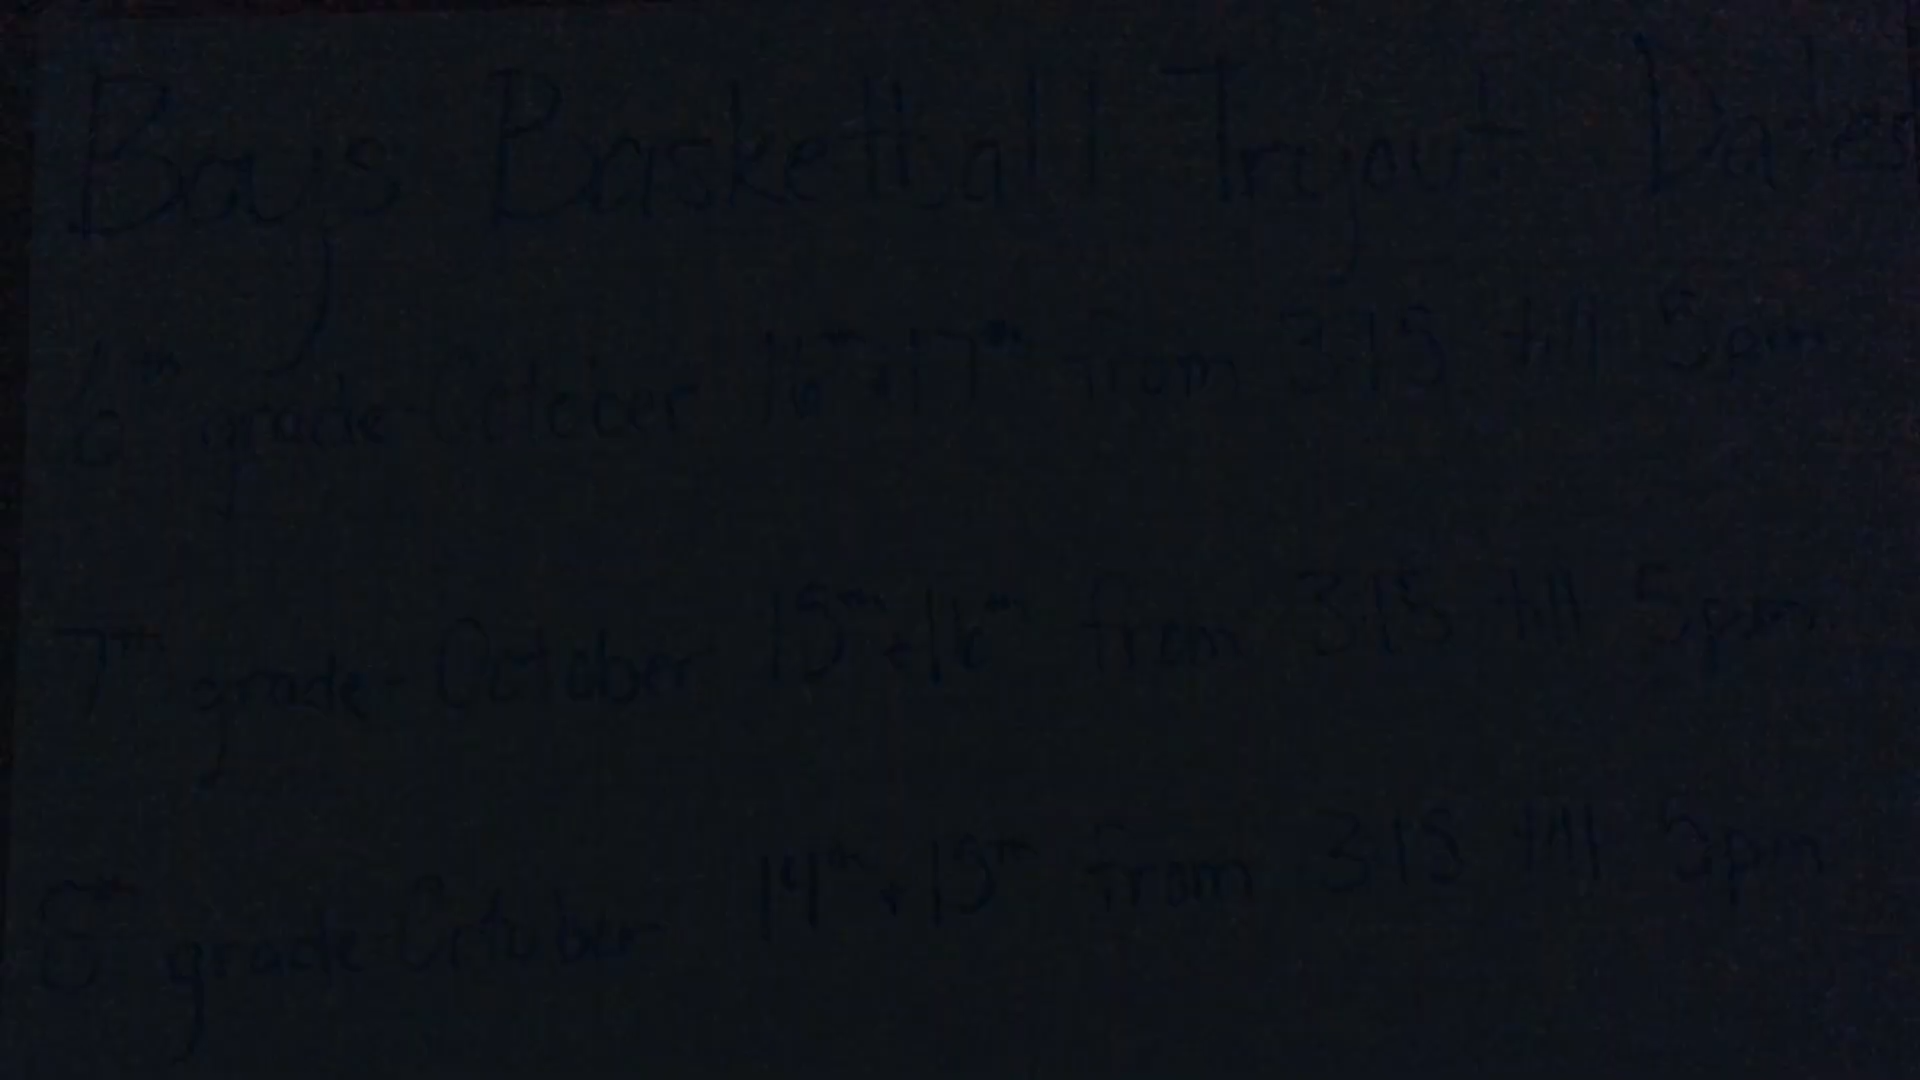 Boys Basketball Tryout Dates
6th grade-October 16th+17th from 3:15 till 5pm
7th grade-October 15th+16th from 3:15 till 5pm
8th grade-October 14th+15th from 3:15 till 5pm